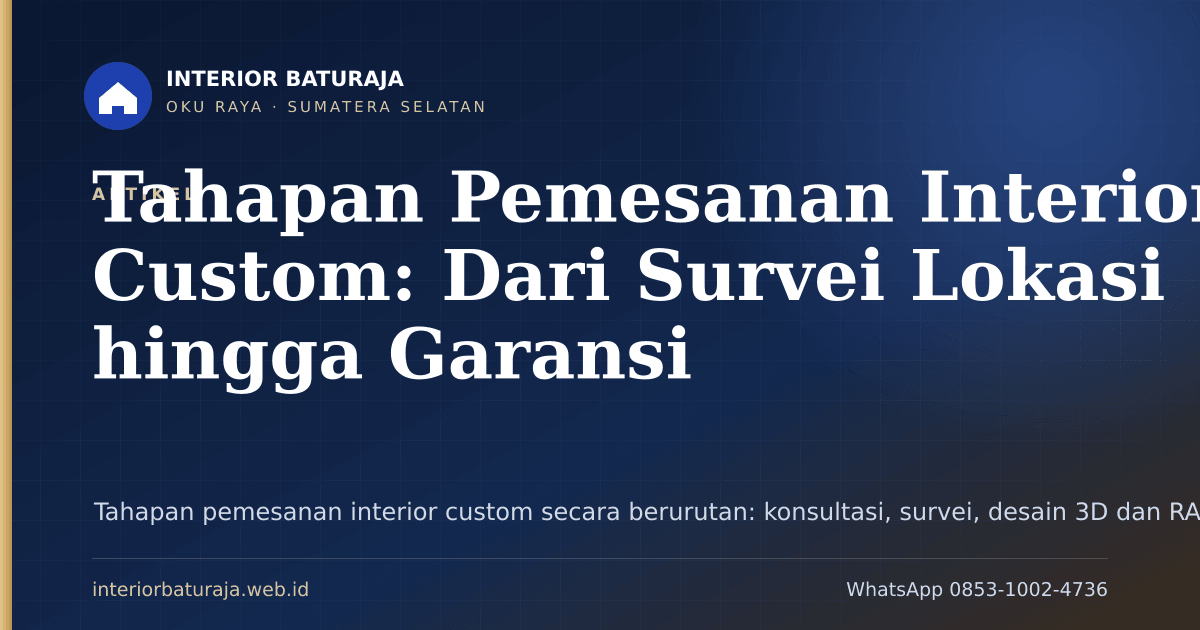 INTERIOR BATURAJA
OKU RAYA · SUMATERA SELATAN
ARTIKEL
Tahapan Pemesanan Interior
Custom: Dari Survei Lokasi
hingga Garansi
Tahapan pemesanan interior custom secara berurutan: konsultasi, survei, desain 3D dan RA
interiorbaturaja.web.id
WhatsApp 0853-1002-4736